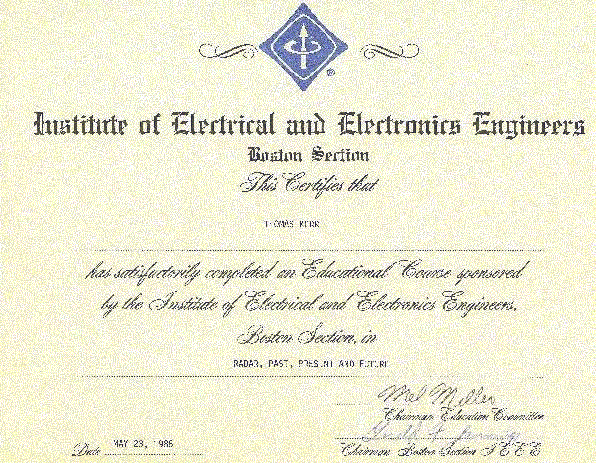 ®
Institute of Electrical and Electronics Engineers
Boston Section
This Certifies that
THOMAS KERR
has satisfactorily completed an Educational Course sponsored
by the Institute of Electrical and Electronics Engineers,
Boston Section, in
RADAR, PAST, PRESENT AND FUTURE
Mel Miller
Chairman Education Committee
Date MAY 23, 1986
Chairman Boston Section I E E E